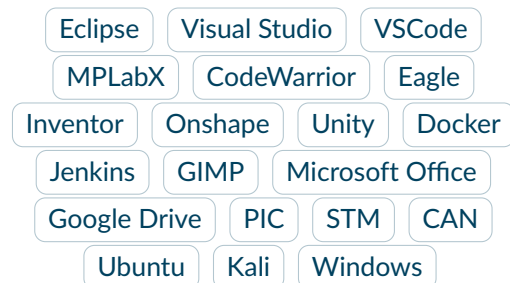 Eclipse Visual Studio VSCode
MPLabX CodeWarrior Eagle
Inventor Onshape Unity Docker
Jenkins GIMP Microsoft Office
Google Drive PIC STM CAN
Ubuntu Kali Windows